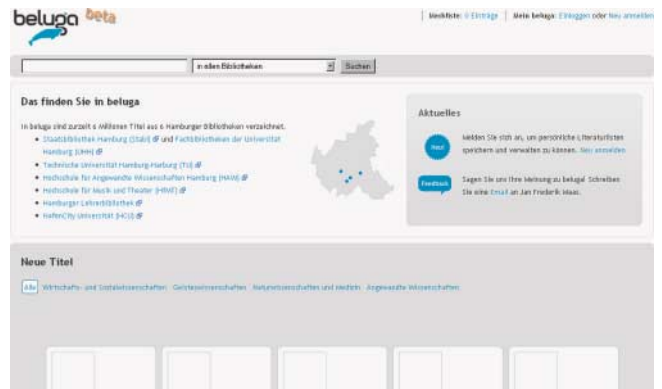 beluga beta
Merkliste: 0 Einträge | Mein beluga: Einloggen oder Neu anmelden
in allen Bibliotheken Suchen
Das finden Sie in beluga
In beluga sind zurzeit 6 Millionen Titel aus 6 Hamburger Bibliotheken verzeichnet.
Staatsbibliothek Hamburg (Stabi) und Fachbibliotheken der Universität
Hamburg (UHH)
Technische Universität Hamburg-Harburg (TU)
Hochschule für Angewandte Wissenschaften Hamburg (HAW)
Hochschule für Musik und Theater (HfMT)
Hamburger Lehrerbibliothek
HafenCity Universität (HCU)
Aktuelles
Neu!
Melden Sie sich an, um persönliche Literaturlisten
speichern und verwalten zu können. Neu anmelden
Feedback
Sagen Sie uns Ihre Meinung zu beluga! Schreiben
Sie eine Email an Jan Frederik Maas.
Neue Titel
Alle Wirtschafts- und Sozialwissenschaften Geisteswissenschaften Naturwissenschaften und Medizin Angewandte Wissenschaften